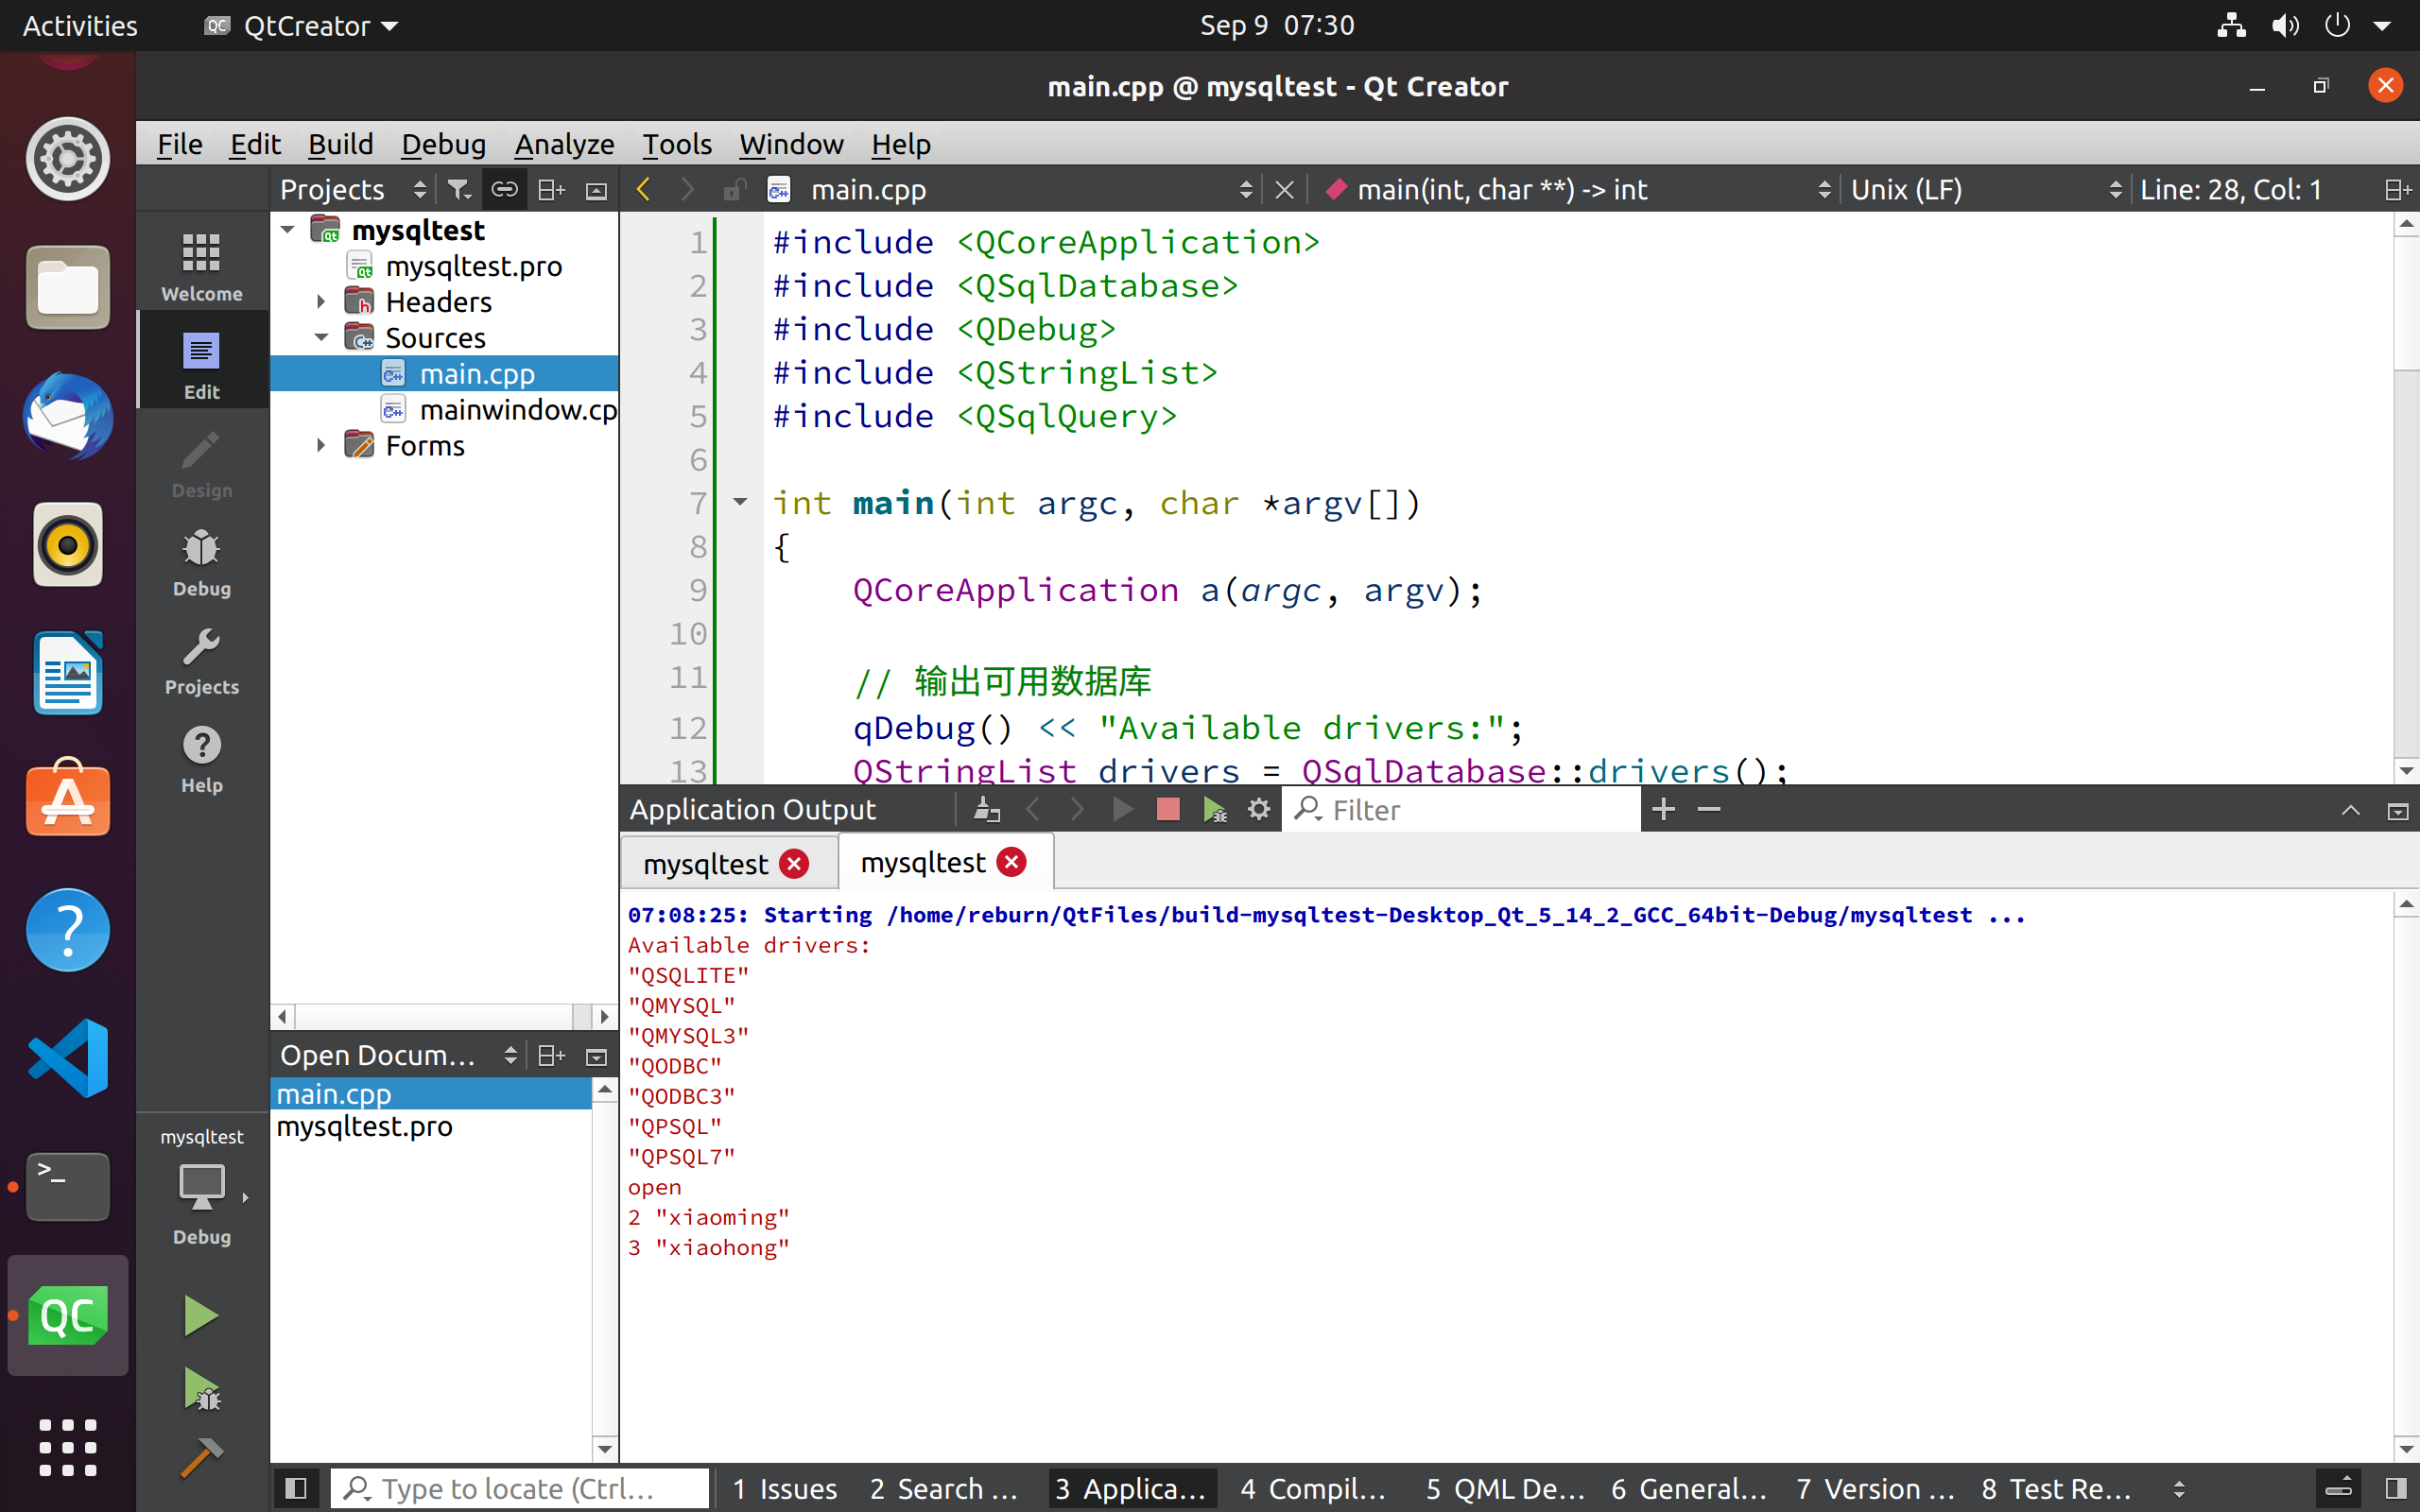 Activities
QtCreator
Sep 9 07:30
main.cpp @ mysqltest - Qt Creator
File Edit Build Debug Analyze Tools Window Help
Projects
main.cpp
main(int, char **) -> int
Unix (LF)
Line: 28, Col: 1
Welcome
Edit
Design
Debug
Projects
Help
mysqltest
Debug
mysqltest
mysqltest.pro
Headers
Sources
main.cpp
mainwindow.cp
Forms
Open Docum...
main.cpp
mysqltest.pro
1 #include <QCoreApplication>
2 #include <QSqlDatabase>
3 #include <QDebug>
4 #include <QStringList>
5 #include <QSqlQuery>
6
7 int main(int argc, char *argv[])
8 {
9 QCoreApplication a(argc, argv);
10
11 // 输出可用数据库
12 qDebug() << "Available drivers:";
13 QStringList drivers = QSqlDatabase::drivers();
Application Output
Filter
mysqltest
mysqltest
07:08:25: Starting /home/reburn/QtFiles/build-mysqltest-Desktop_Qt_5_14_2_GCC_64bit-Debug/mysqltest ...
Available drivers:
"QSQLITE"
"QMYSQL"
"QMYSQL3"
"QODBC"
"QODBC3"
"QPSQL"
"QPSQL7"
open
2 "xiaoming"
3 "xiaohong"
Type to locate (Ctrl...
1 Issues
2 Search ...
3 Applica...
4 Compil...
5 QML De...
6 General...
7 Version ...
8 Test Re...